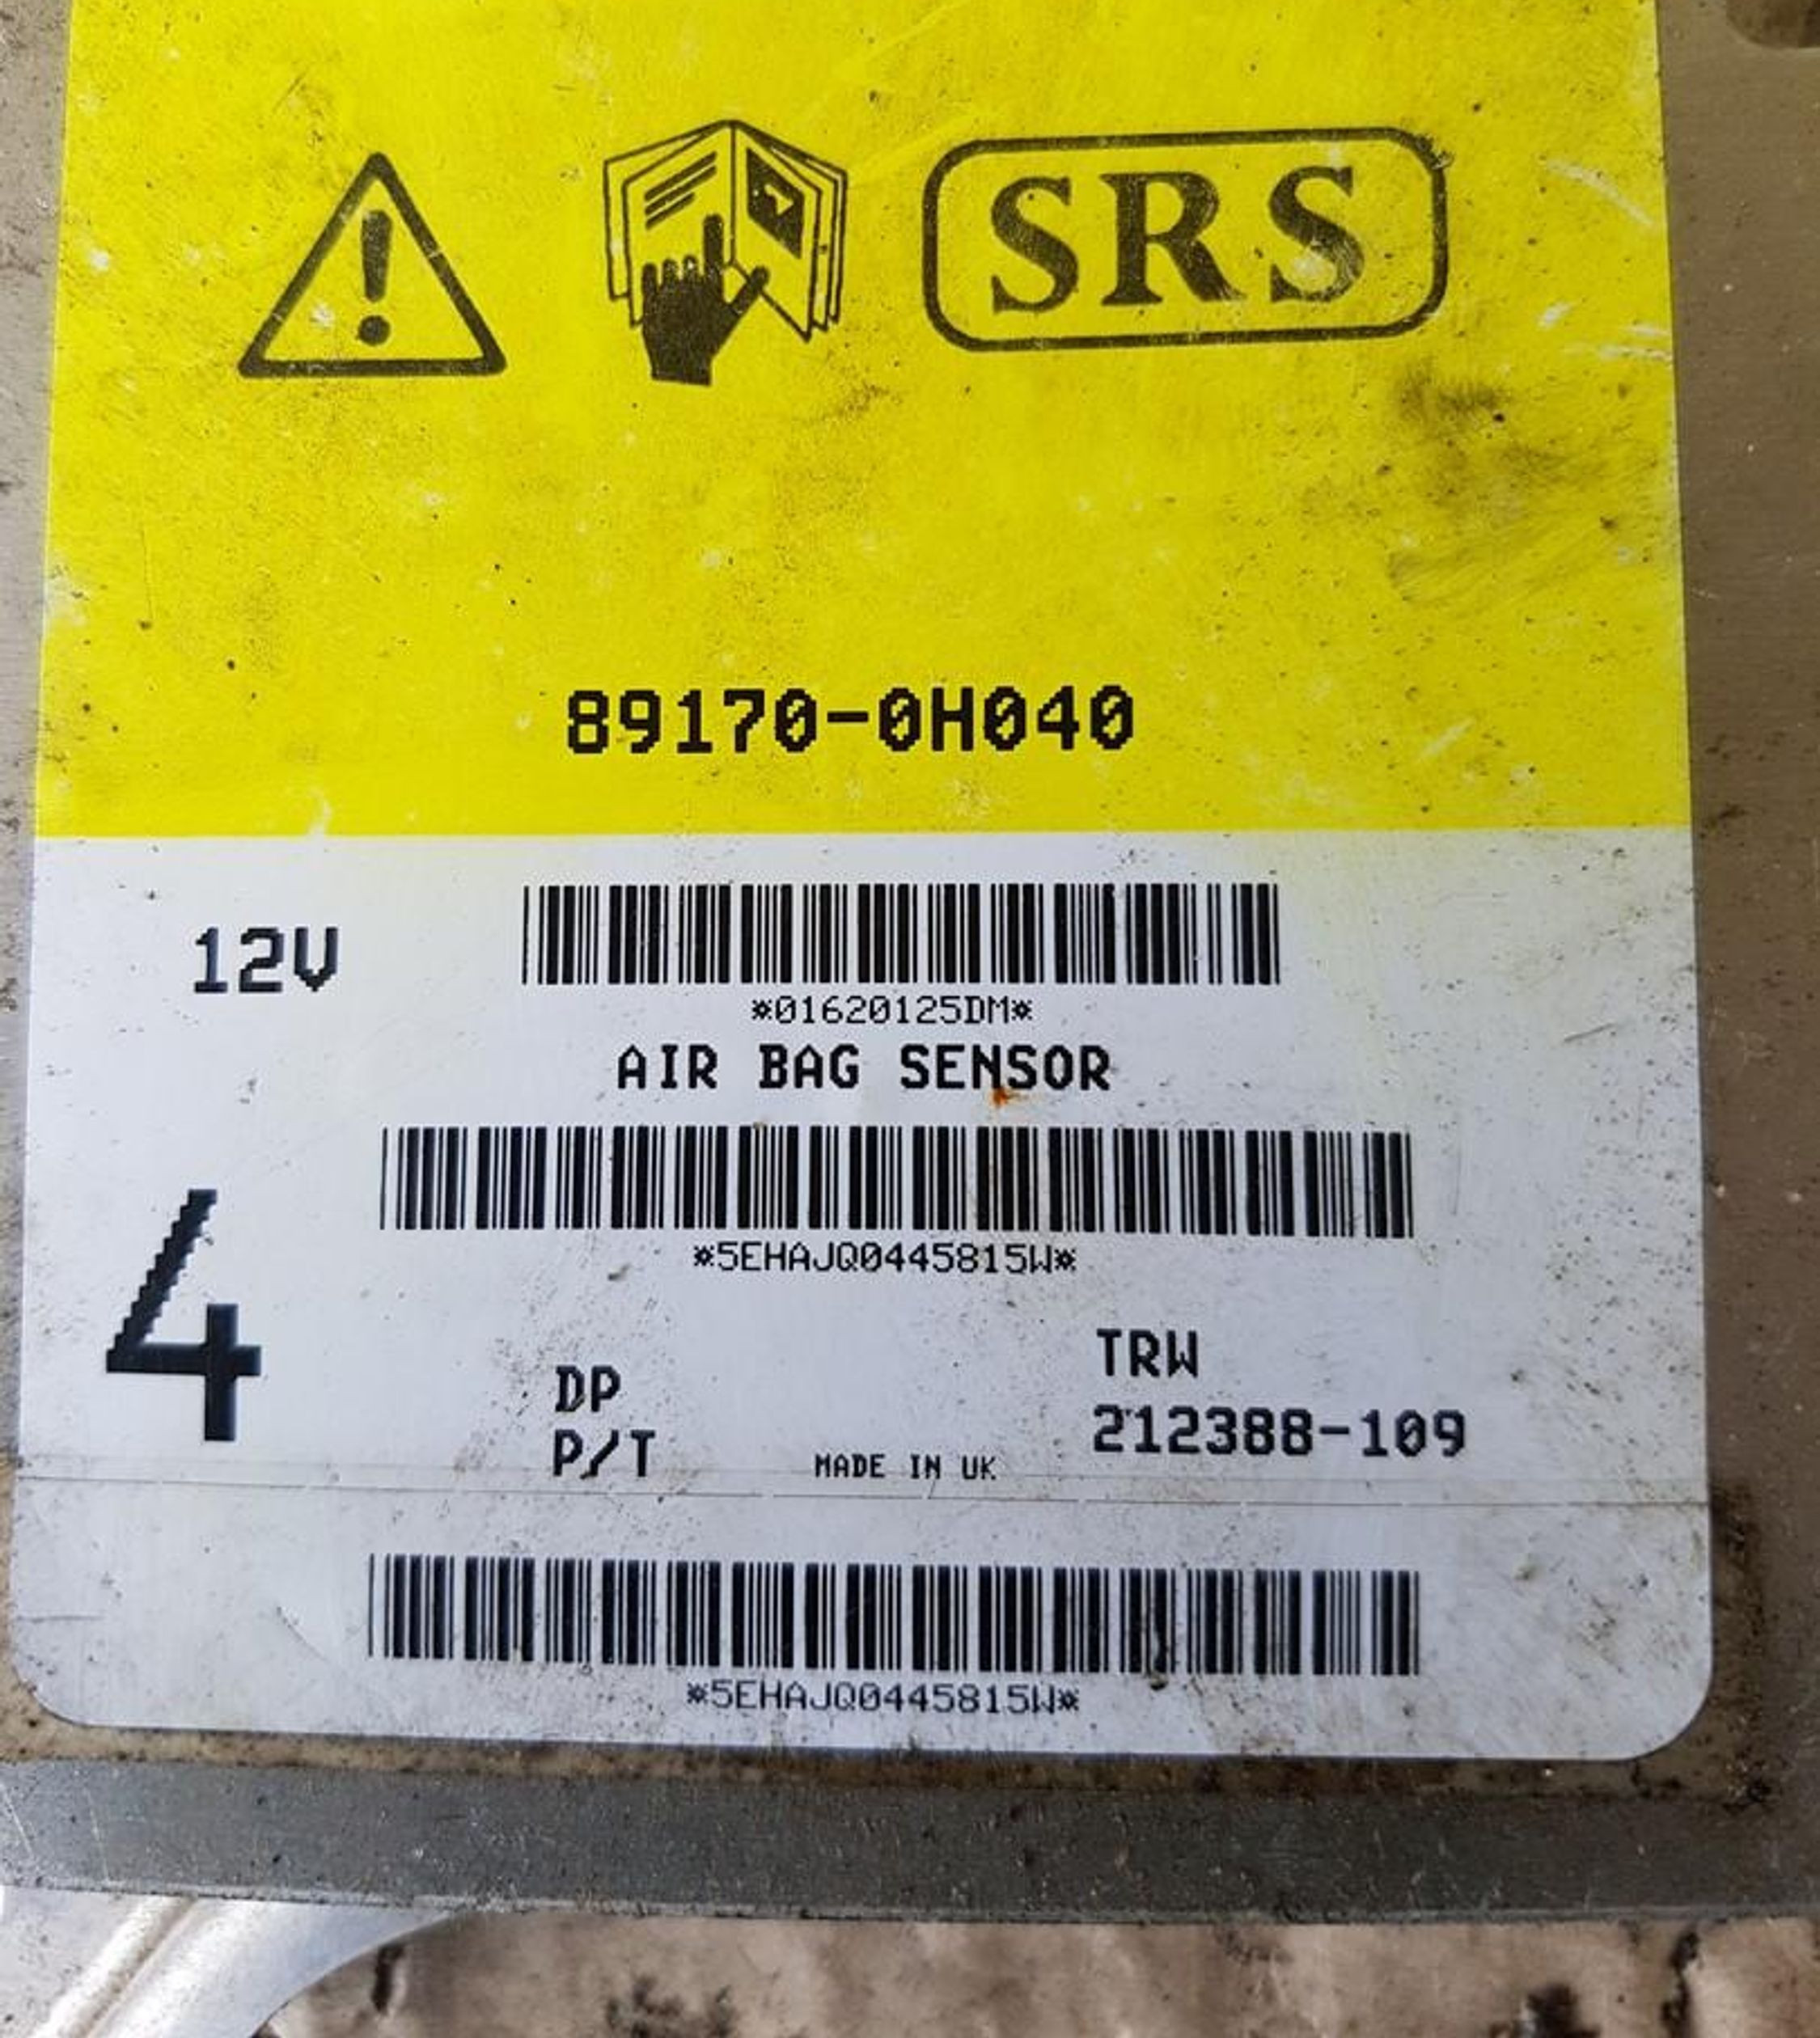 SRS
89170-0H040
12V
*01620125DM*
AIR BAG SENSOR
*5EHAJQ0445815W*
4
TRW
DP
212388-109
P/T
MADE IN UK
*5EHAJQ0445815W*